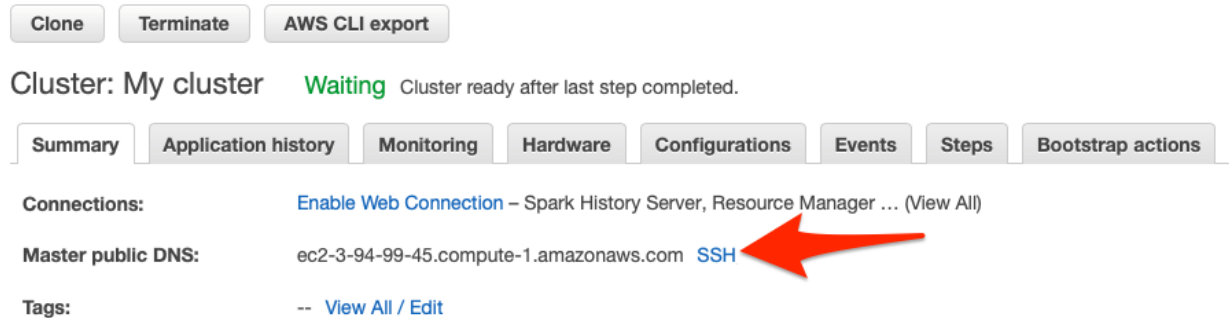 Clone Terminate AWS CLI export
Cluster: My cluster Waiting Cluster ready after last step completed.
Summary Application history Monitoring Hardware Configurations Events Steps Bootstrap actions
Connections: Enable Web Connection – Spark History Server, Resource Manager … (View All)
Master public DNS: ec2-3-94-99-45.compute-1.amazonaws.com SSH
Tags: -- View All / Edit